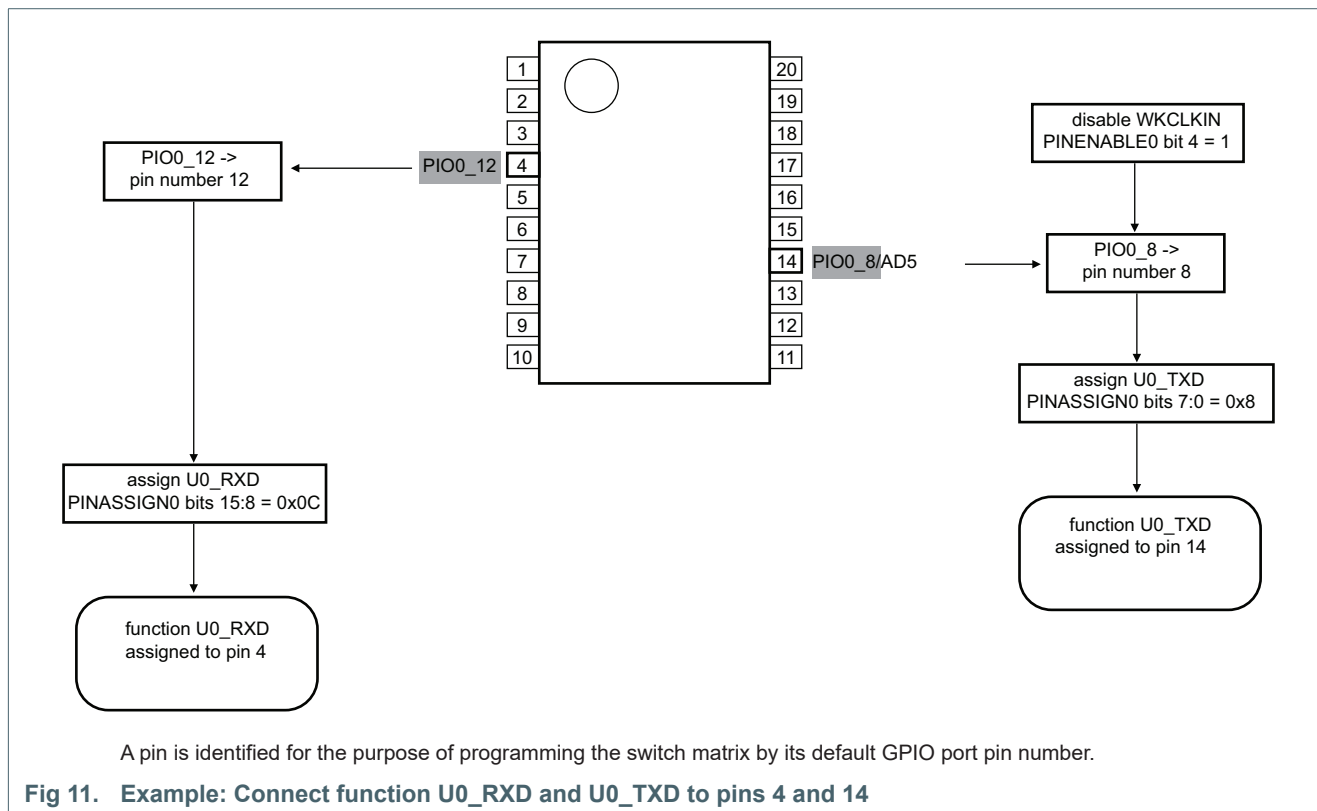 1
2
3
4
5
6
7
8
9
10
20
19
18
17
16
15
14
13
12
11
PIO0_12
PIO0_12 ->
pin number 12
assign U0_RXD
PINASSIGN0 bits 15:8 = 0x0C
function U0_RXD
assigned to pin 4
PIO0_8/AD5
disable WKCLKIN
PINENABLE0 bit 4 = 1
PIO0_8 ->
pin number 8
assign U0_TXD
PINASSIGN0 bits 7:0 = 0x8
function U0_TXD
assigned to pin 14
A pin is identified for the purpose of programming the switch matrix by its default GPIO port pin number.
Fig 11. Example: Connect function U0_RXD and U0_TXD to pins 4 and 14